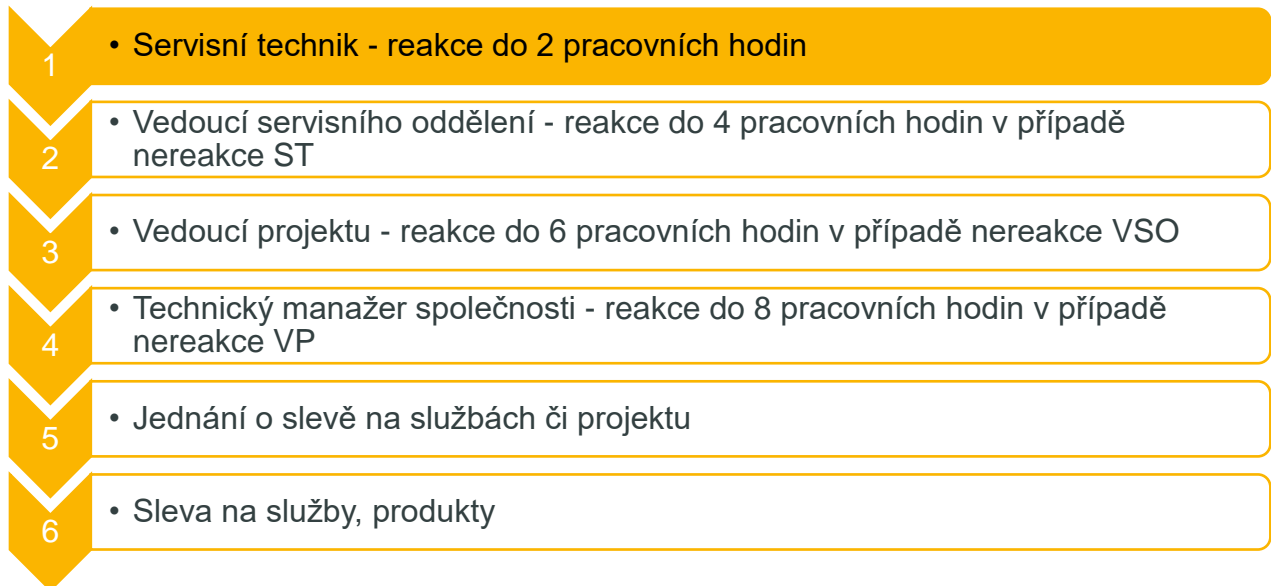 1
• Servisní technik - reakce do 2 pracovních hodin
2
• Vedoucí servisního oddělení - reakce do 4 pracovních hodin v případě
nereakce ST
3
• Vedoucí projektu - reakce do 6 pracovních hodin v případě nereakce VSO
4
• Technický manažer společnosti - reakce do 8 pracovních hodin v případě
nereakce VP
5
• Jednání o slevě na službách či projektu
6
• Sleva na služby, produkty